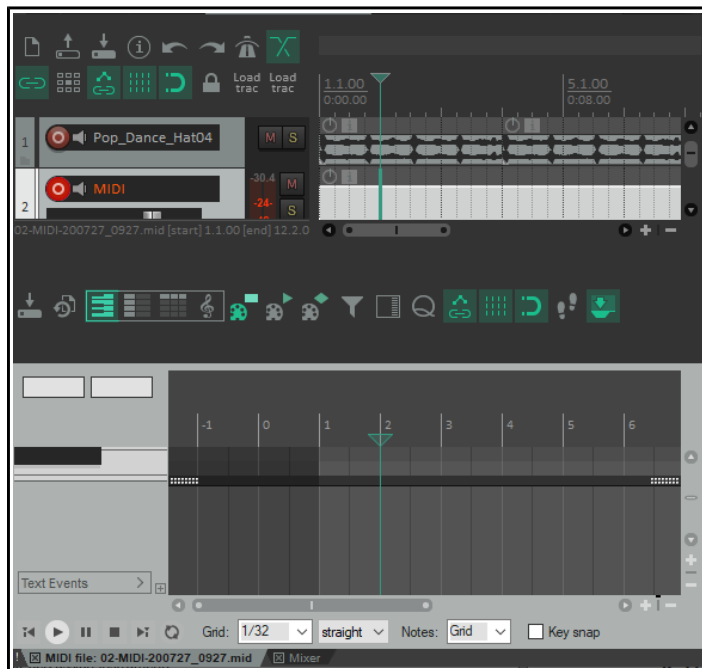 Load Load
trac trac
1.1.00 5.1.00
0:00.00 0:08.00
1 Pop_Dance_Hat04 M S
2 MIDI -30.4 M
-24- S
02-MIDI-200727_0927.mid [start] 1.1.00 [end] 12.2.0
-1 0 1 2 3 4 5 6
Text Events >
Grid: 1/32 straight Notes: Grid Key snap
! MIDI file: 02-MIDI-200727_0927.mid Mixer